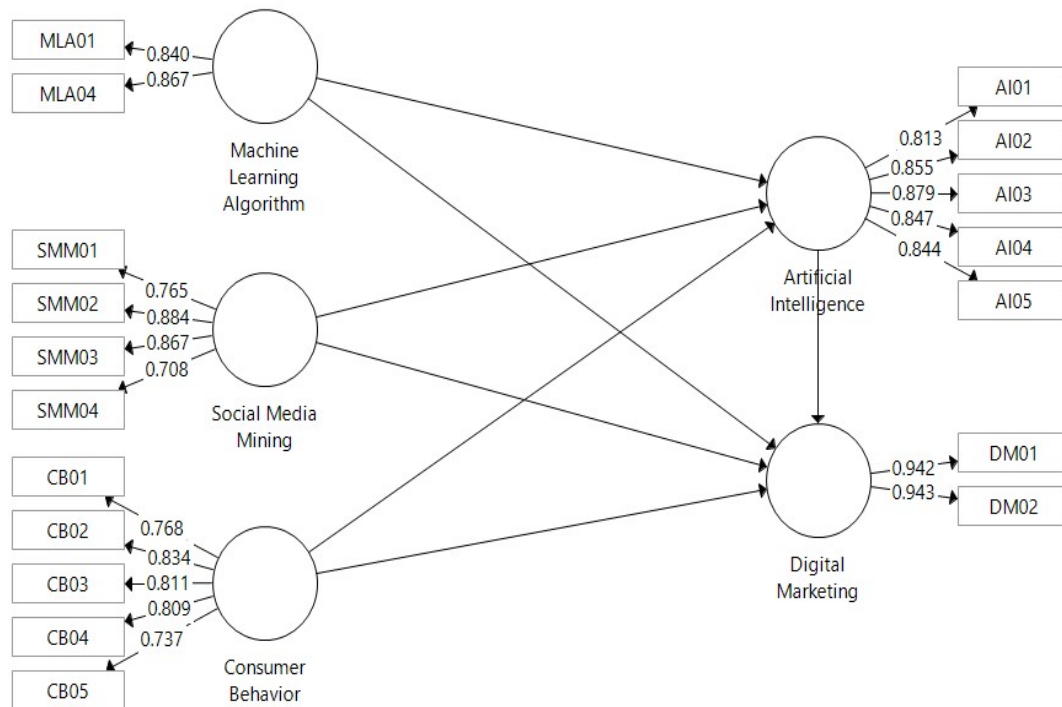 MLA01
0.840
MLA04
0.867
Machine
Learning
Algorithm
SMM01
0.765
SMM02
0.884
SMM03
0.867
SMM04
0.708
Social Media
Mining
CB01
0.768
CB02
0.834
CB03
0.811
CB04
0.809
CB05
0.737
Consumer
Behavior
AI01
0.813
AI02
0.855
AI03
0.879
AI04
0.847
AI05
0.844
Artificial
Intelligence
DM01
0.942
DM02
0.943
Digital
Marketing